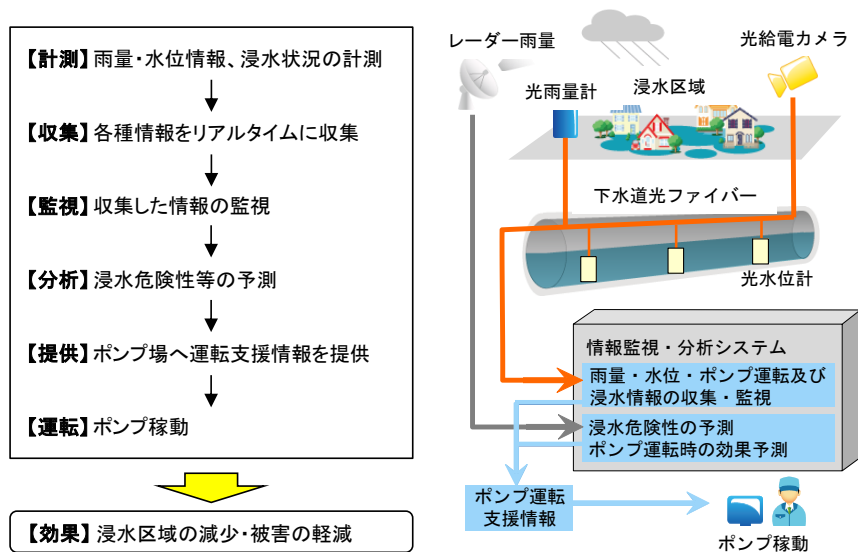 【計測】雨量・水位情報、浸水状況の計測
【収集】各種情報をリアルタイムに収集
【監視】収集した情報の監視
【分析】浸水危険性等の予測
【提供】ポンプ場へ運転支援情報を提供
【運転】ポンプ稼動
【効果】浸水区域の減少・被害の軽減
レーダー雨量
光給電カメラ
光雨量計
浸水区域
下水道光ファイバー
光水位計
情報監視・分析システム
雨量・水位・ポンプ運転及び
浸水情報の収集・監視
浸水危険性の予測
ポンプ運転時の効果予測
ポンプ運転
支援情報
ポンプ稼動